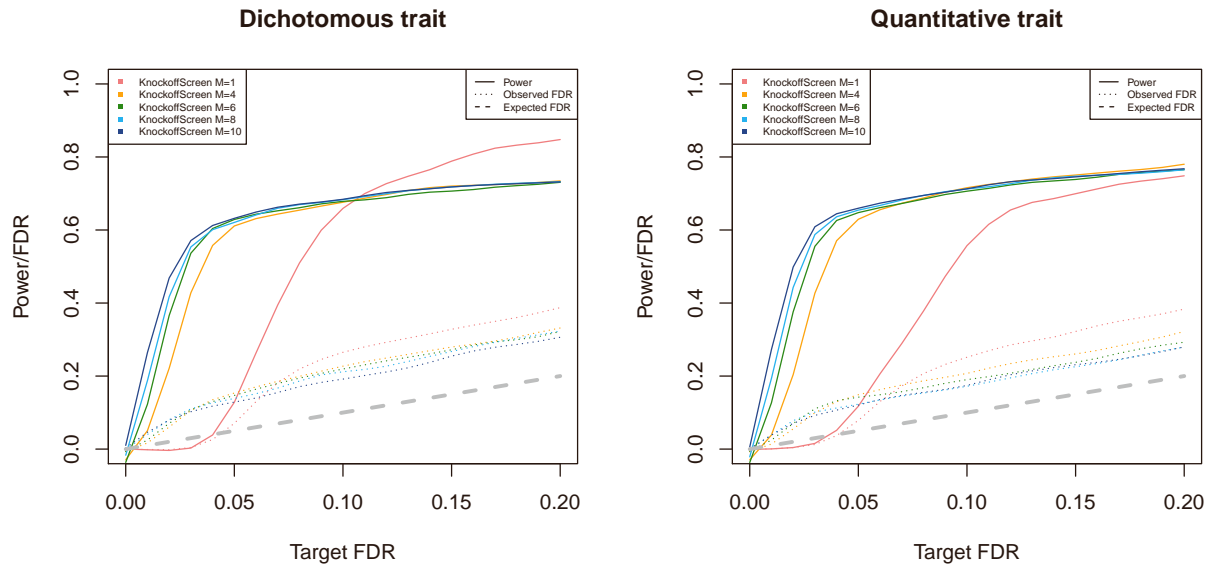 Dichotomous trait
KnockoffScreen M=1
KnockoffScreen M=4
KnockoffScreen M=6
KnockoffScreen M=8
KnockoffScreen M=10
Power
Observed FDR
Expected FDR
Power/FDR
1.0
0.8
0.6
0.4
0.2
0.0
0.00 0.05 0.10 0.15 0.20
Target FDR
Quantitative trait
KnockoffScreen M=1
KnockoffScreen M=4
KnockoffScreen M=6
KnockoffScreen M=8
KnockoffScreen M=10
Power
Observed FDR
Expected FDR
Power/FDR
1.0
0.8
0.6
0.4
0.2
0.0
0.00 0.05 0.10 0.15 0.20
Target FDR